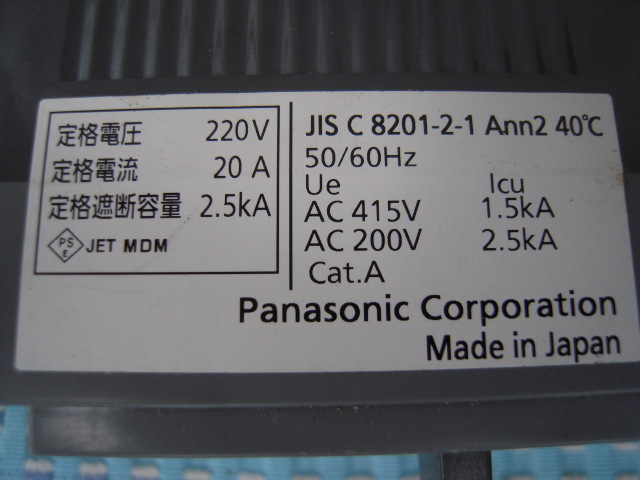 定格電圧 220V
定格電流 20 A
定格遮断容量 2.5kA
PS
E
JET MDM
JIS C 8201-2-1 Ann2 40℃
50/60Hz
Ue Icu
AC 415V 1.5kA
AC 200V 2.5kA
Cat.A
Panasonic Corporation
Made in Japan